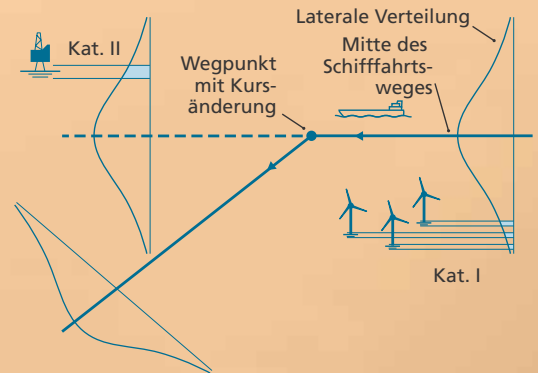 Laterale Verteilung
Kat. II
Mitte des
Schifffahrts-
weges
Wegpunkt
mit Kurs-
änderung
Kat. I